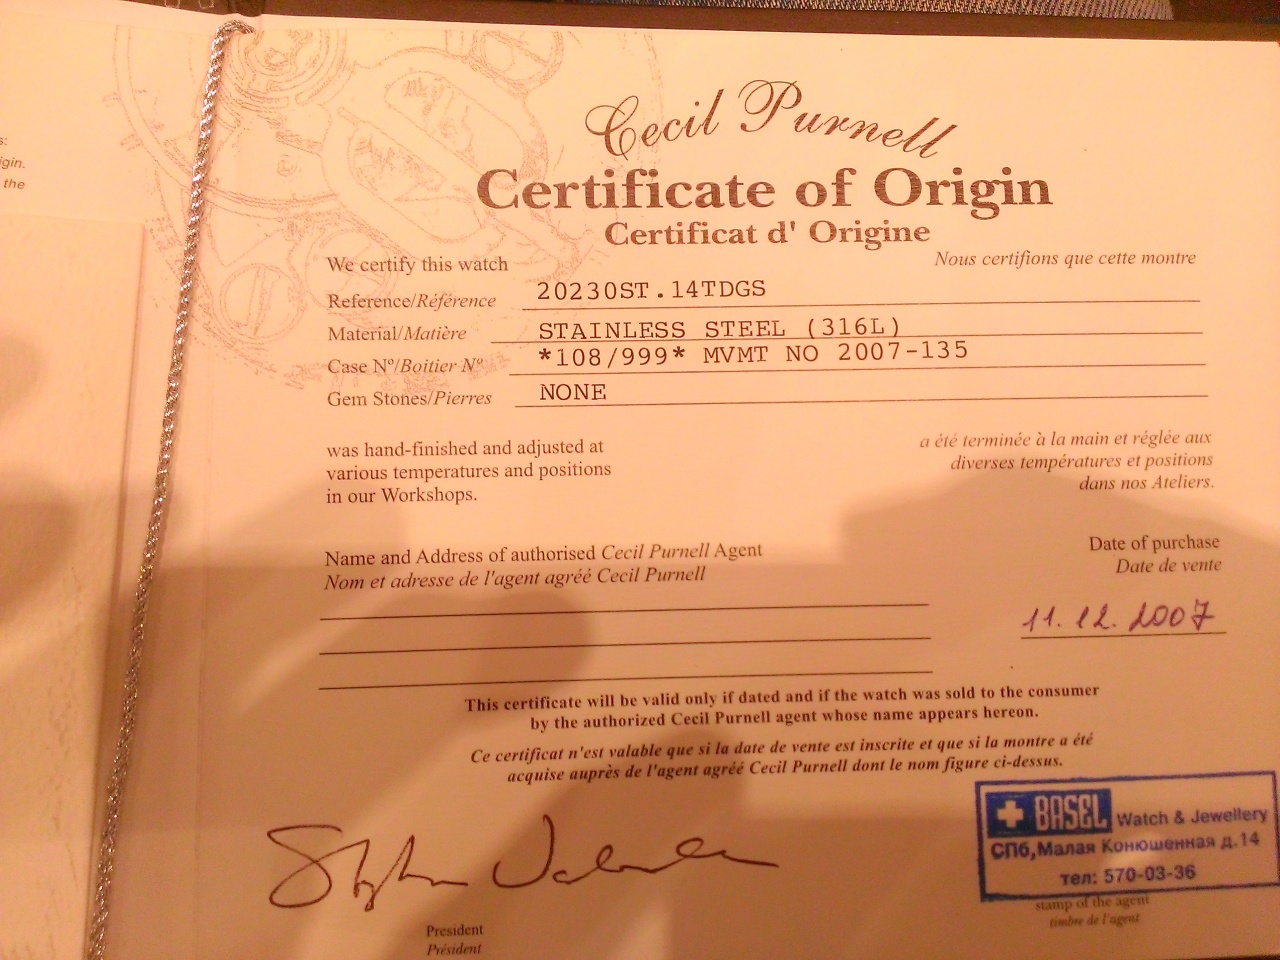 s:
igin.
the
Cecil Purnell
Certificate of Origin
Certificat d' Origine
We certify this watch
Nous certifions que cette montre
Reference/Référence 20230ST.14TDGS
Material/Matière STAINLESS STEEL (316L)
Case Nº/Boitier Nº *108/999* MVMT NO 2007-135
Gem Stones/Pierres NONE
was hand-finished and adjusted at
various temperatures and positions
in our Workshops.
a été terminée à la main et réglée aux
diverses températures et positions
dans nos Ateliers.
Name and Address of authorised Cecil Purnell Agent
Nom et adresse de l'agent agréé Cecil Purnell
Date of purchase
Date de vente
11.12.2007
This certificate will be valid only if dated and if the watch was sold to the consumer
by the authorized Cecil Purnell agent whose name appears hereon.
Ce certificat n'est valable que si la date de vente est inscrite et que si la montre a été
acquise auprès de l'agent agréé Cecil Purnell dont le nom figure ci-dessus.
BASEL Watch & Jewellery
СПб,Малая Конюшенная д.14
тел: 570-03-36
stamp of the agent
timbre de l'agent
President
Président